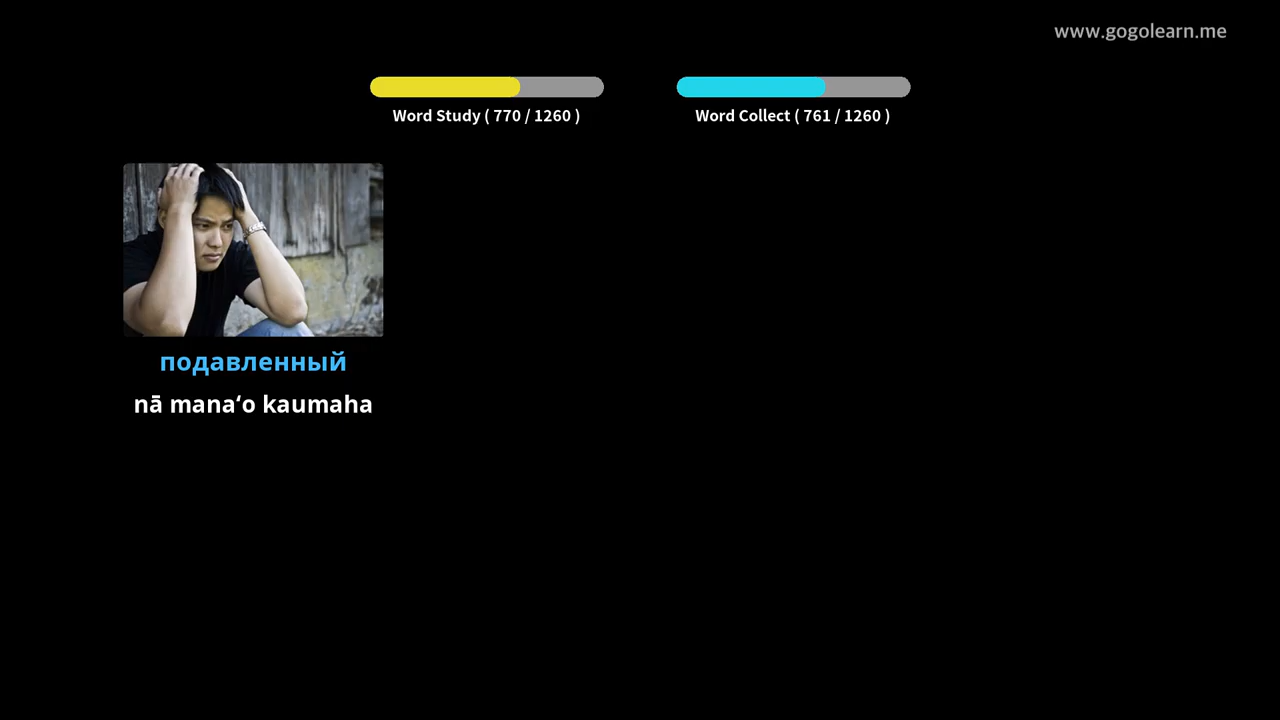 www.gogolearn.me
Word Study ( 770 / 1260 )
Word Collect ( 761 / 1260 )
подавленный
nā manaʻo kaumaha